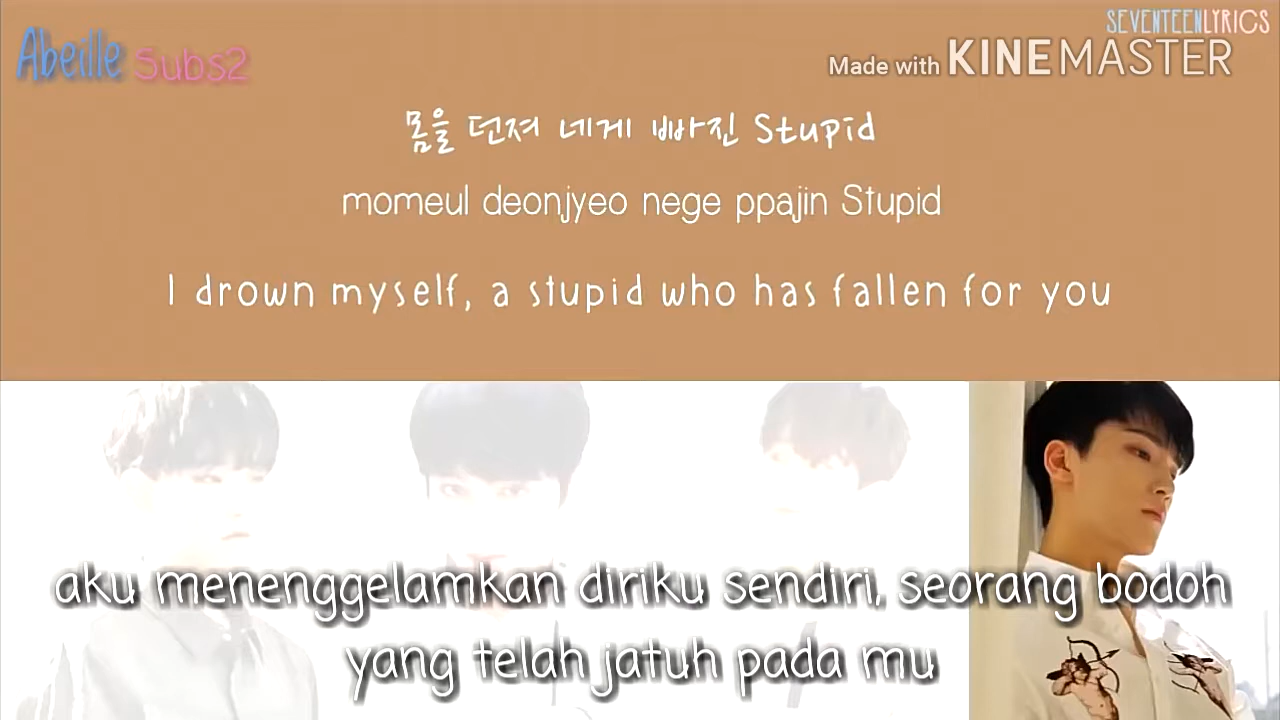 SEVENTEENLYRICS
Abeille Subs2
Made with KINEMASTER
몸을 던져 네게 빠진 Stupid
momeul deonjyeo nege ppajin Stupid
I drown myself, a stupid who has fallen for you
aku menenggelamkan diriku sendiri, seorang bodoh
yang telah jatuh pada mu